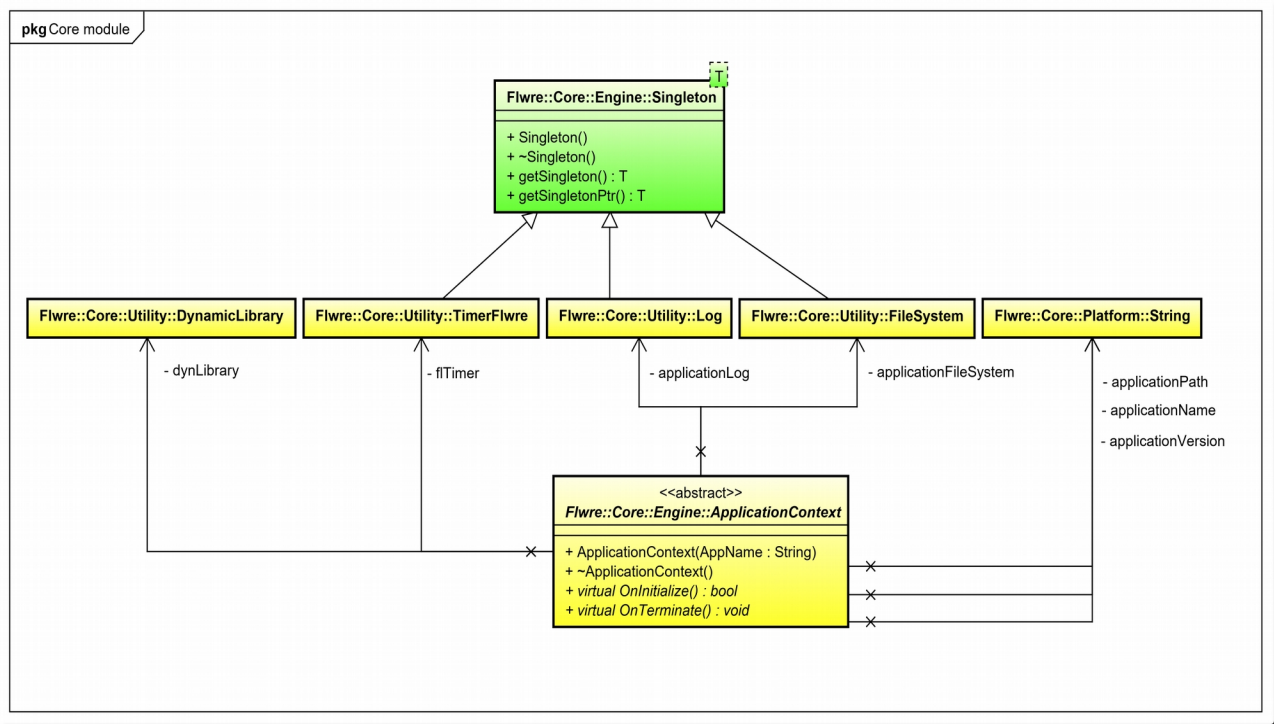 pkg Core module
T
Flwre::Core::Engine::Singleton
+ Singleton()
+ ~Singleton()
+ getSingleton() : T
+ getSingletonPtr() : T
Flwre::Core::Utility::DynamicLibrary
Flwre::Core::Utility::TimerFlwre
Flwre::Core::Utility::Log
Flwre::Core::Utility::FileSystem
Flwre::Core::Platform::String
- dynLibrary
- flTimer
- applicationLog
- applicationFileSystem
- applicationPath
- applicationName
- applicationVersion
<<abstract>>
Flwre::Core::Engine::ApplicationContext
+ ApplicationContext(AppName : String)
+ ~ApplicationContext()
+ virtual OnInitialize() : bool
+ virtual OnTerminate() : void